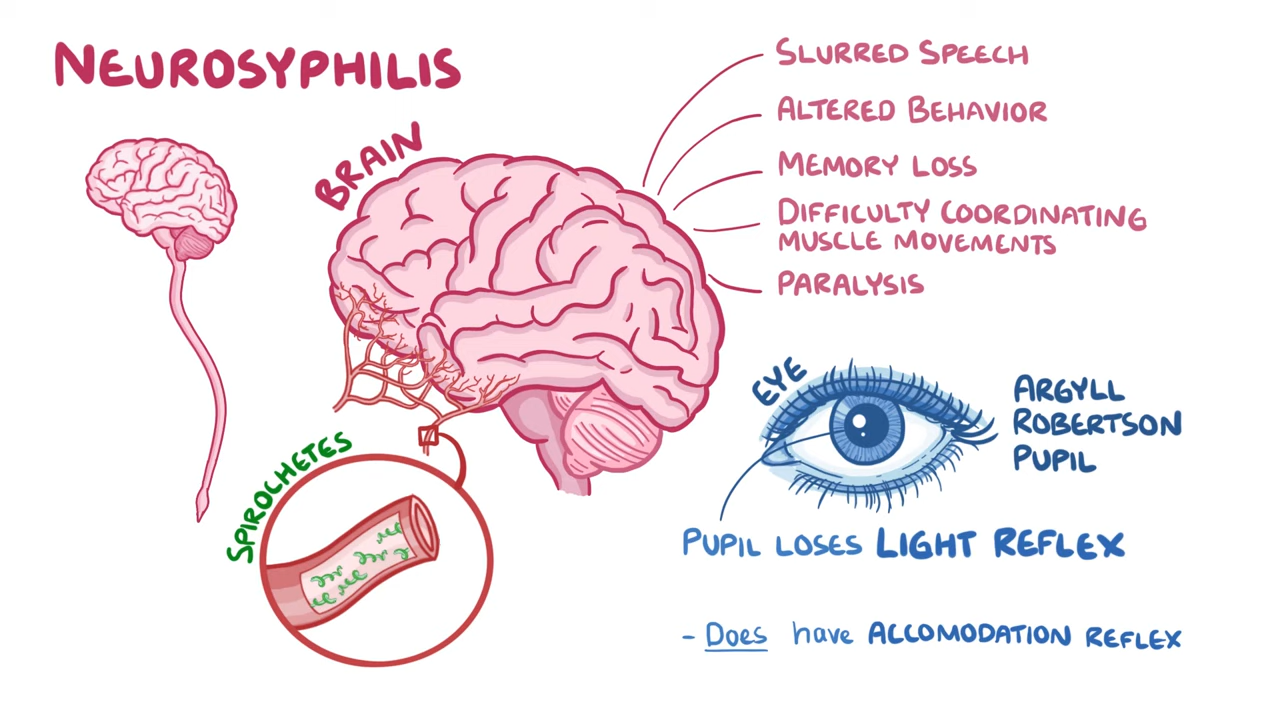 NEUROSYPHILIS
BRAIN
SLURRED SPEECH
ALTERED BEHAVIOR
MEMORY LOSS
DIFFICULTY COORDINATING
MUSCLE MOVEMENTS
PARALYSIS
SPIROCHETES
EYE
ARGYLL
ROBERTSON
PUPIL
PUPIL LOSES LIGHT REFLEX
- DOES have ACCOMODATION REFLEX